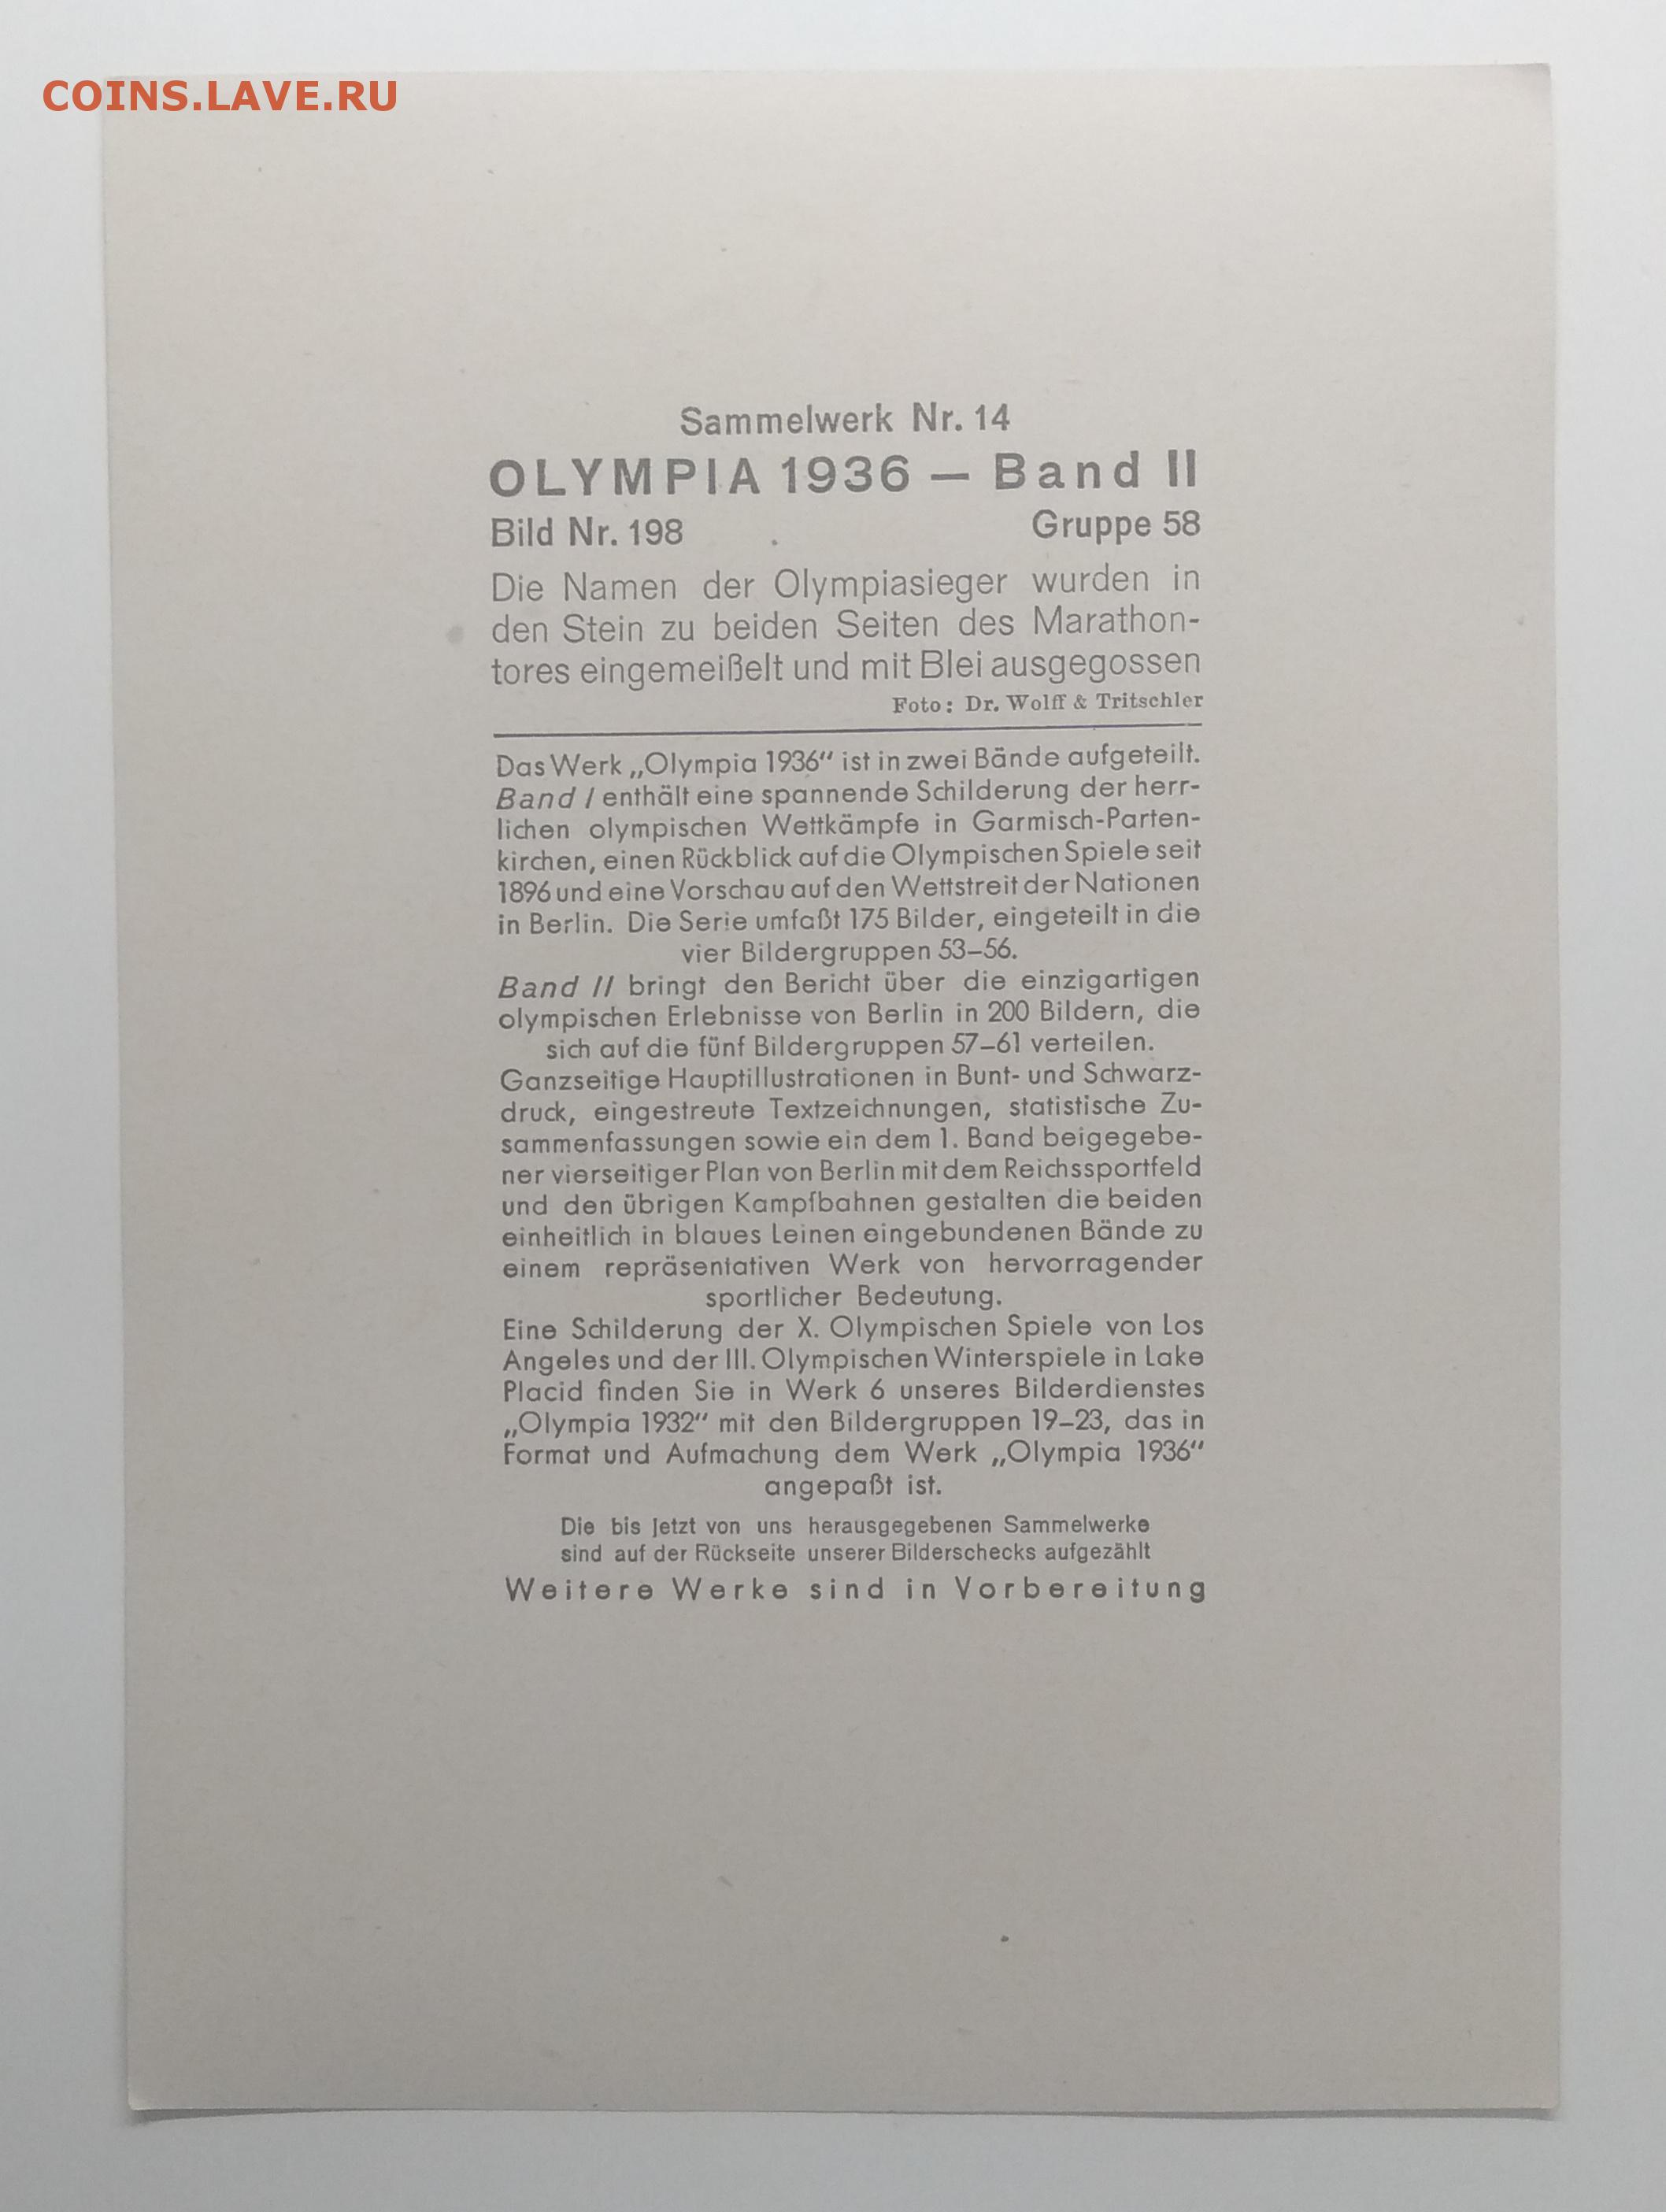 COINS.LAVE.RU
Sammelwerk Nr. 14
OLYMPIA 1936 — Band II
Bild Nr. 198 Gruppe 58
Die Namen der Olympiasieger wurden in
den Stein zu beiden Seiten des Marathon-
tores eingemeißelt und mit Blei ausgegossen
Foto: Dr. Wolff & Tritschler
Das Werk „Olympia 1936“ ist in zwei Bände aufgeteilt.
Band I enthält eine spannende Schilderung der herr-
lichen olympischen Wettkämpfe in Garmisch-Parten-
kirchen, einen Rückblick auf die Olympischen Spiele seit
1896 und eine Vorschau auf den Wettstreit der Nationen
in Berlin. Die Serie umfaßt 175 Bilder, eingeteilt in die
vier Bildergruppen 53–56.
Band II bringt den Bericht über die einzigartigen
olympischen Erlebnisse von Berlin in 200 Bildern, die
sich auf die fünf Bildergruppen 57–61 verteilen.
Ganzseitige Hauptillustrationen in Bunt- und Schwarz-
druck, eingestreute Textzeichnungen, statistische Zu-
sammenfassungen sowie ein dem 1. Band beigegebe-
ner vierseitiger Plan von Berlin mit dem Reichssportfeld
und den übrigen Kampfbahnen gestalten die beiden
einheitlich in blaues Leinen eingebundenen Bände zu
einem repräsentativen Werk von hervorragender
sportlicher Bedeutung.
Eine Schilderung der X. Olympischen Spiele von Los
Angeles und der III. Olympischen Winterspiele in Lake
Placid finden Sie in Werk 6 unseres Bilderdienstes
„Olympia 1932“ mit den Bildergruppen 19–23, das in
Format und Aufmachung dem Werk „Olympia 1936“
angepaßt ist.
Die bis jetzt von uns herausgegebenen Sammelwerke
sind auf der Rückseite unserer Bilderschecks aufgezählt
Weitere Werke sind in Vorbereitung